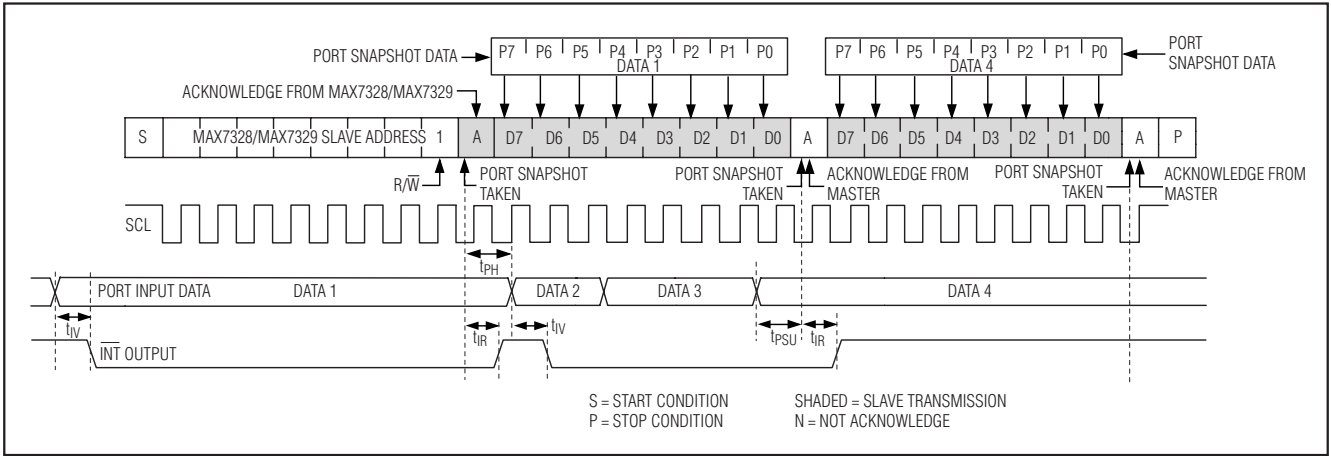 PORT SNAPSHOT DATA
P7 P6 P5 P4 P3 P2 P1 P0
DATA 1
P7 P6 P5 P4 P3 P2 P1 P0
DATA 4
PORT
SNAPSHOT DATA
ACKNOWLEDGE FROM MAX7328/MAX7329
S MAX7328/MAX7329 SLAVE ADDRESS 1 A D7 D6 D5 D4 D3 D2 D1 D0 A D7 D6 D5 D4 D3 D2 D1 D0 A P
R/W̅
PORT SNAPSHOT
TAKEN
PORT SNAPSHOT
TAKEN
ACKNOWLEDGE FROM
MASTER
PORT SNAPSHOT
TAKEN
ACKNOWLEDGE FROM
MASTER
SCL
tPH
PORT INPUT DATA DATA 1 DATA 2 DATA 3 DATA 4
tIV tIR tIV tPSU tIR
I̅N̅T̅ OUTPUT
S = START CONDITION SHADED = SLAVE TRANSMISSION
P = STOP CONDITION N = NOT ACKNOWLEDGE